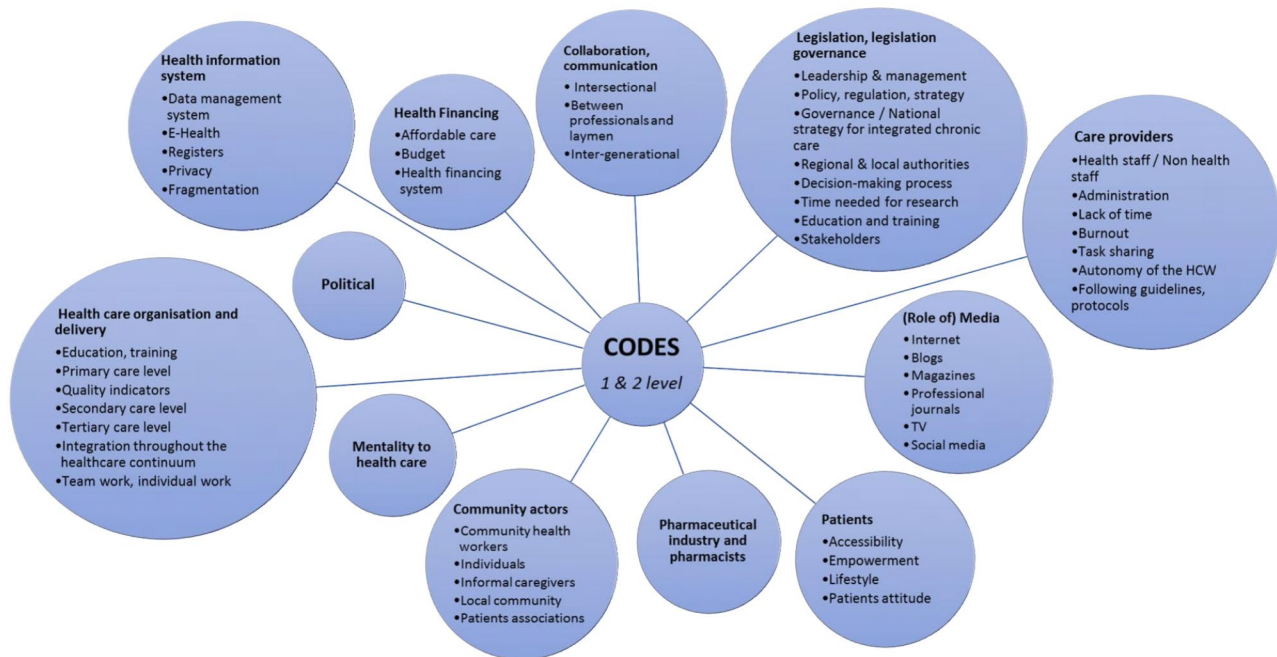 Health information
system
•Data management
system
•E-Health
•Registers
•Privacy
•Fragmentation
Health Financing
•Affordable care
•Budget
•Health financing
system
Collaboration,
communication
• Intersectional
•Between
professionals and
laymen
•Inter-generational
Legislation, legislation
governance
•Leadership & management
•Policy, regulation, strategy
•Governance / National
strategy for integrated chronic
care
•Regional & local authorities
•Decision-making process
•Time needed for research
•Education and training
•Stakeholders
Care providers
•Health staff / Non health
staff
•Administration
•Lack of time
•Burnout
•Task sharing
•Autonomy of the HCW
•Following guidelines,
protocols
Political
CODES
1 & 2 level
(Role of) Media
•Internet
•Blogs
•Magazines
•Professional
journals
•TV
•Social media
Health care organisation and
delivery
•Education, training
•Primary care level
•Quality indicators
•Secondary care level
•Tertiary care level
•Integration throughout the
healthcare continuum
•Team work, individual work
Mentality to
health care
Community actors
•Community health
workers
•Individuals
•Informal caregivers
•Local community
•Patients associations
Pharmaceutical
industry and
pharmacists
Patients
•Accessibility
•Empowerment
•Lifestyle
•Patients attitude